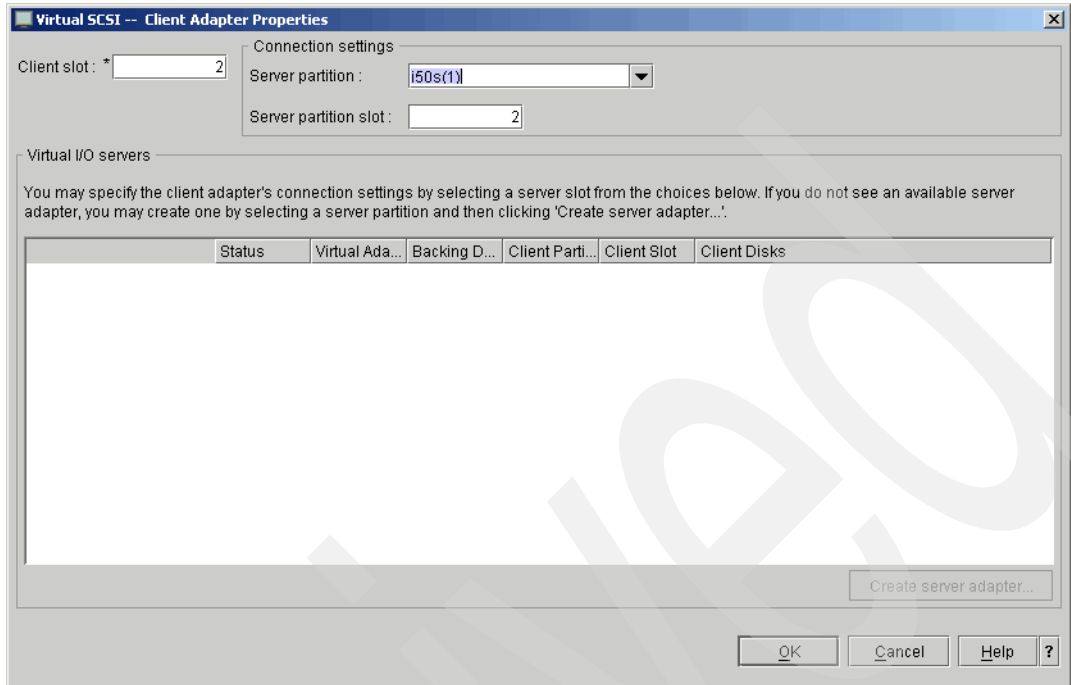 Virtual SCSI -- Client Adapter Properties
Client slot : * 2
Connection settings
Server partition : i50s(1)
Server partition slot : 2
Virtual I/O servers
You may specify the client adapter's connection settings by selecting a server slot from the choices below. If you do not see an available server
adapter, you may create one by selecting a server partition and then clicking 'Create server adapter...'.
Status Virtual Ada... Backing D... Client Parti... Client Slot Client Disks
Create server adapter...
OK Cancel Help ?